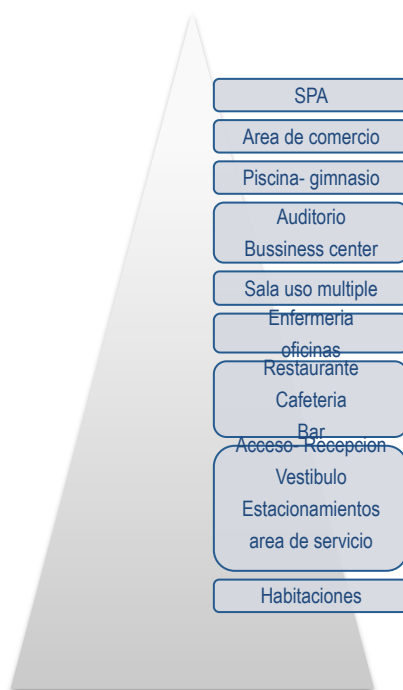 SPA
Area de comercio
Piscina- gimnasio
Auditorio
Bussiness center
Sala uso multiple
Enfermeria
oficinas
Restaurante
Cafeteria
Bar
Acceso- Recepcion
Vestibulo
Estacionamientos
area de servicio
Habitaciones